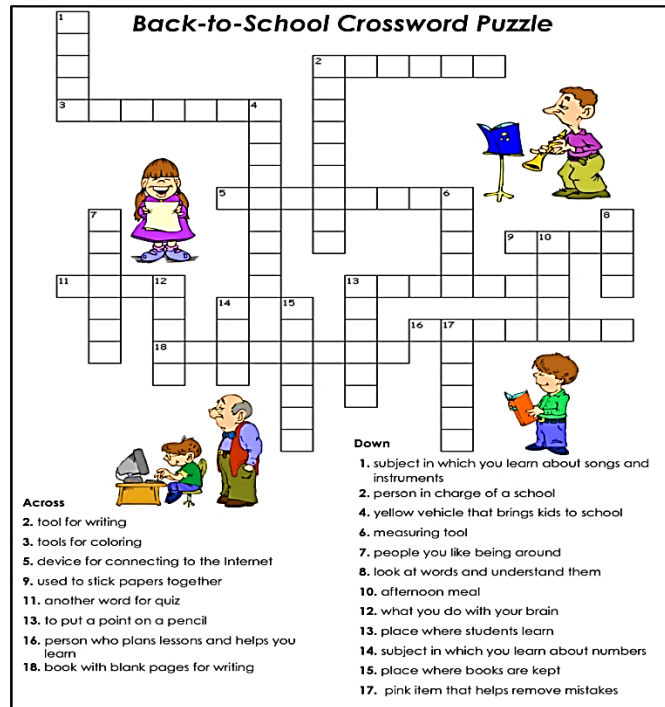 Back-to-School Crossword Puzzle
1
2
3
4
5
6
7
8
9
10
11
12
13
14
15
16
17
18
Across
2. tool for writing
3. tools for coloring
5. device for connecting to the Internet
9. used to stick papers together
11. another word for quiz
13. to put a point on a pencil
16. person who plans lessons and helps you
learn
18. book with blank pages for writing
Down
1. subject in which you learn about songs and
instruments
2. person in charge of a school
4. yellow vehicle that brings kids to school
6. measuring tool
7. people you like being around
8. look at words and understand them
10. afternoon meal
12. what you do with your brain
13. place where students learn
14. subject in which you learn about numbers
15. place where books are kept
17. pink item that helps remove mistakes